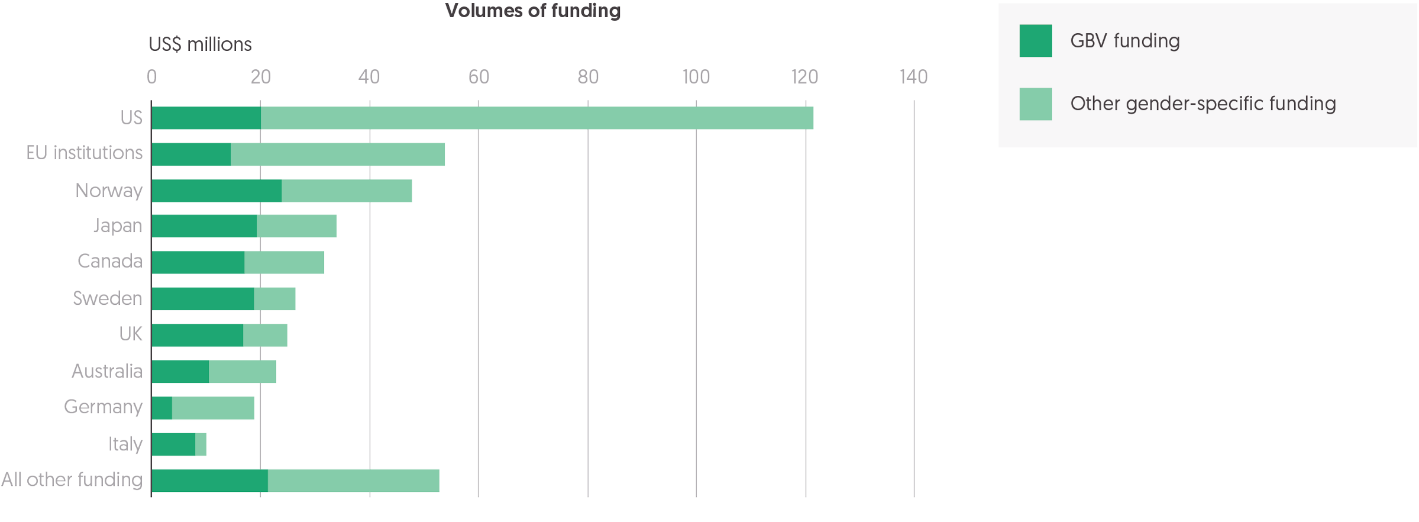 Volumes of funding
US$ millions
0 20 40 60 80 100 120 140
US
EU institutions
Norway
Japan
Canada
Sweden
UK
Australia
Germany
Italy
All other funding
GBV funding
Other gender-specific funding